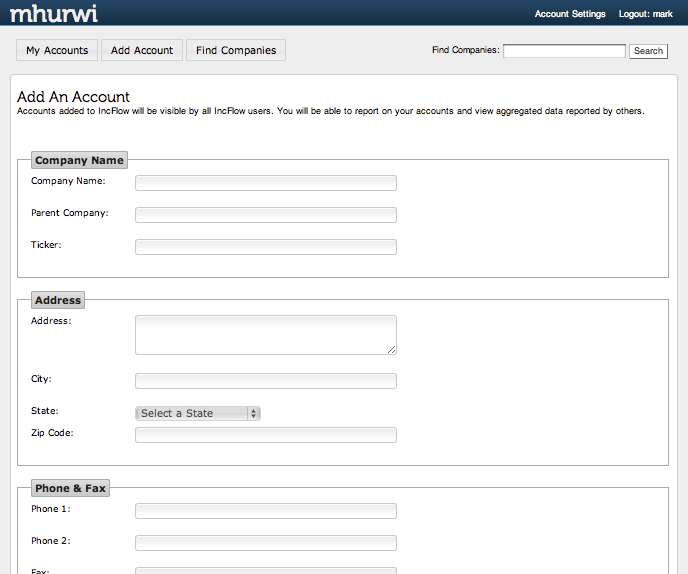 mhurwi
Account Settings Logout: mark
My Accounts Add Account Find Companies Find Companies: Search
Add An Account
Accounts added to IncFlow will be visible by all IncFlow users. You will be able to report on your accounts and view aggregated data reported by others.
Company Name
Company Name:
Parent Company:
Ticker:
Address
Address:
City:
State: Select a State
Zip Code:
Phone & Fax
Phone 1:
Phone 2:
Fax: